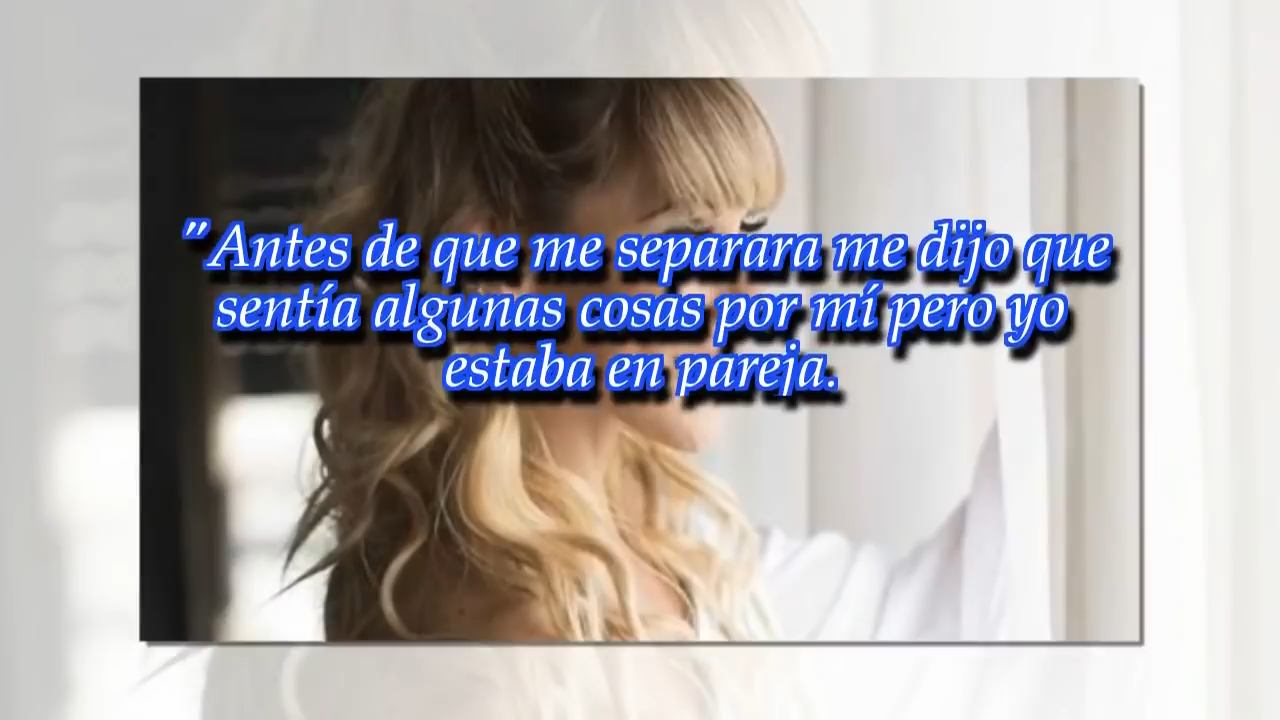 "Antes de que me separara me dijo que
sentía algunas cosas por mí pero yo
estaba en pareja.